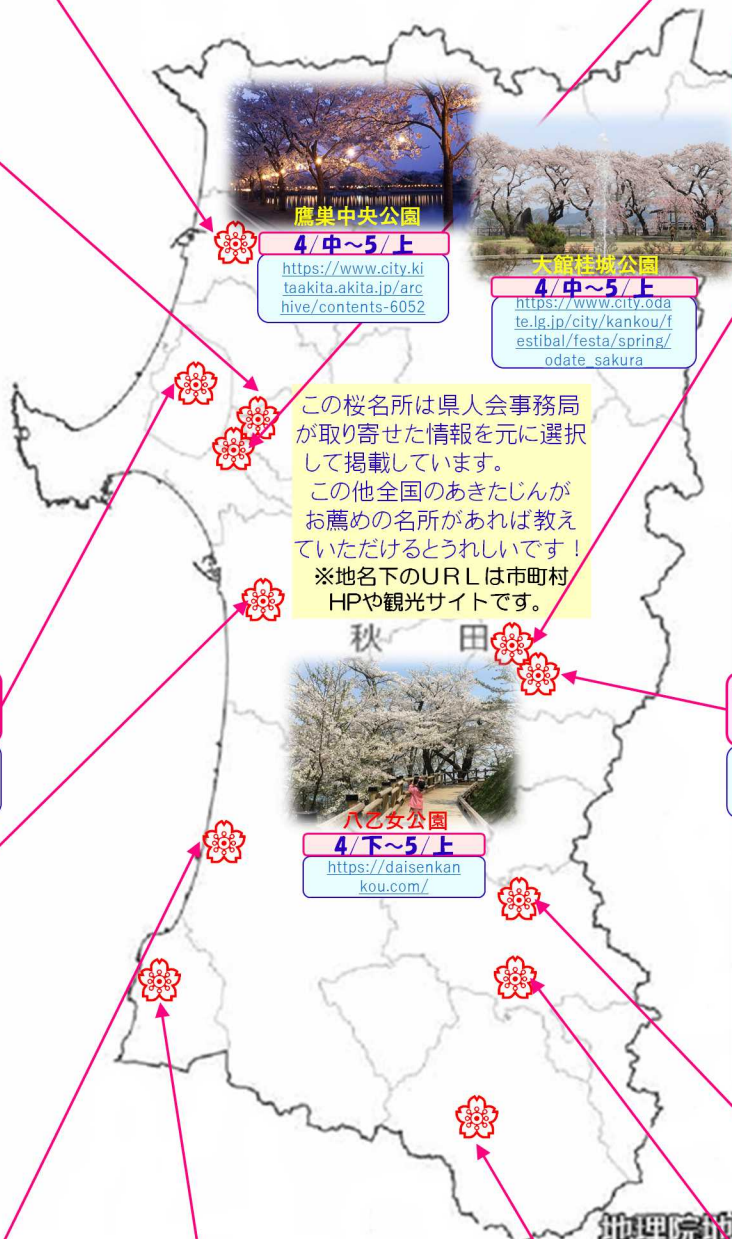 鷹巣中央公園
4/中～5/上
https://www.city.ki
taakita.akita.jp/arc
hive/contents-6052
大館桂城公園
4/中～5/上
https://www.city.oda
te.lg.jp/city/kankou/f
estibal/festa/spring/
odate_sakura
この桜名所は県人会事務局
が取り寄せた情報を元に選択
して掲載しています。
この他全国のあきたじんが
お薦めの名所があれば教え
ていただけるとうれしいです！
※地名下のＵＲＬは市町村
HPや観光サイトです。
秋 田
八乙女公園
4/下～5/上
https://daisenkan
kou.com/
地理院地